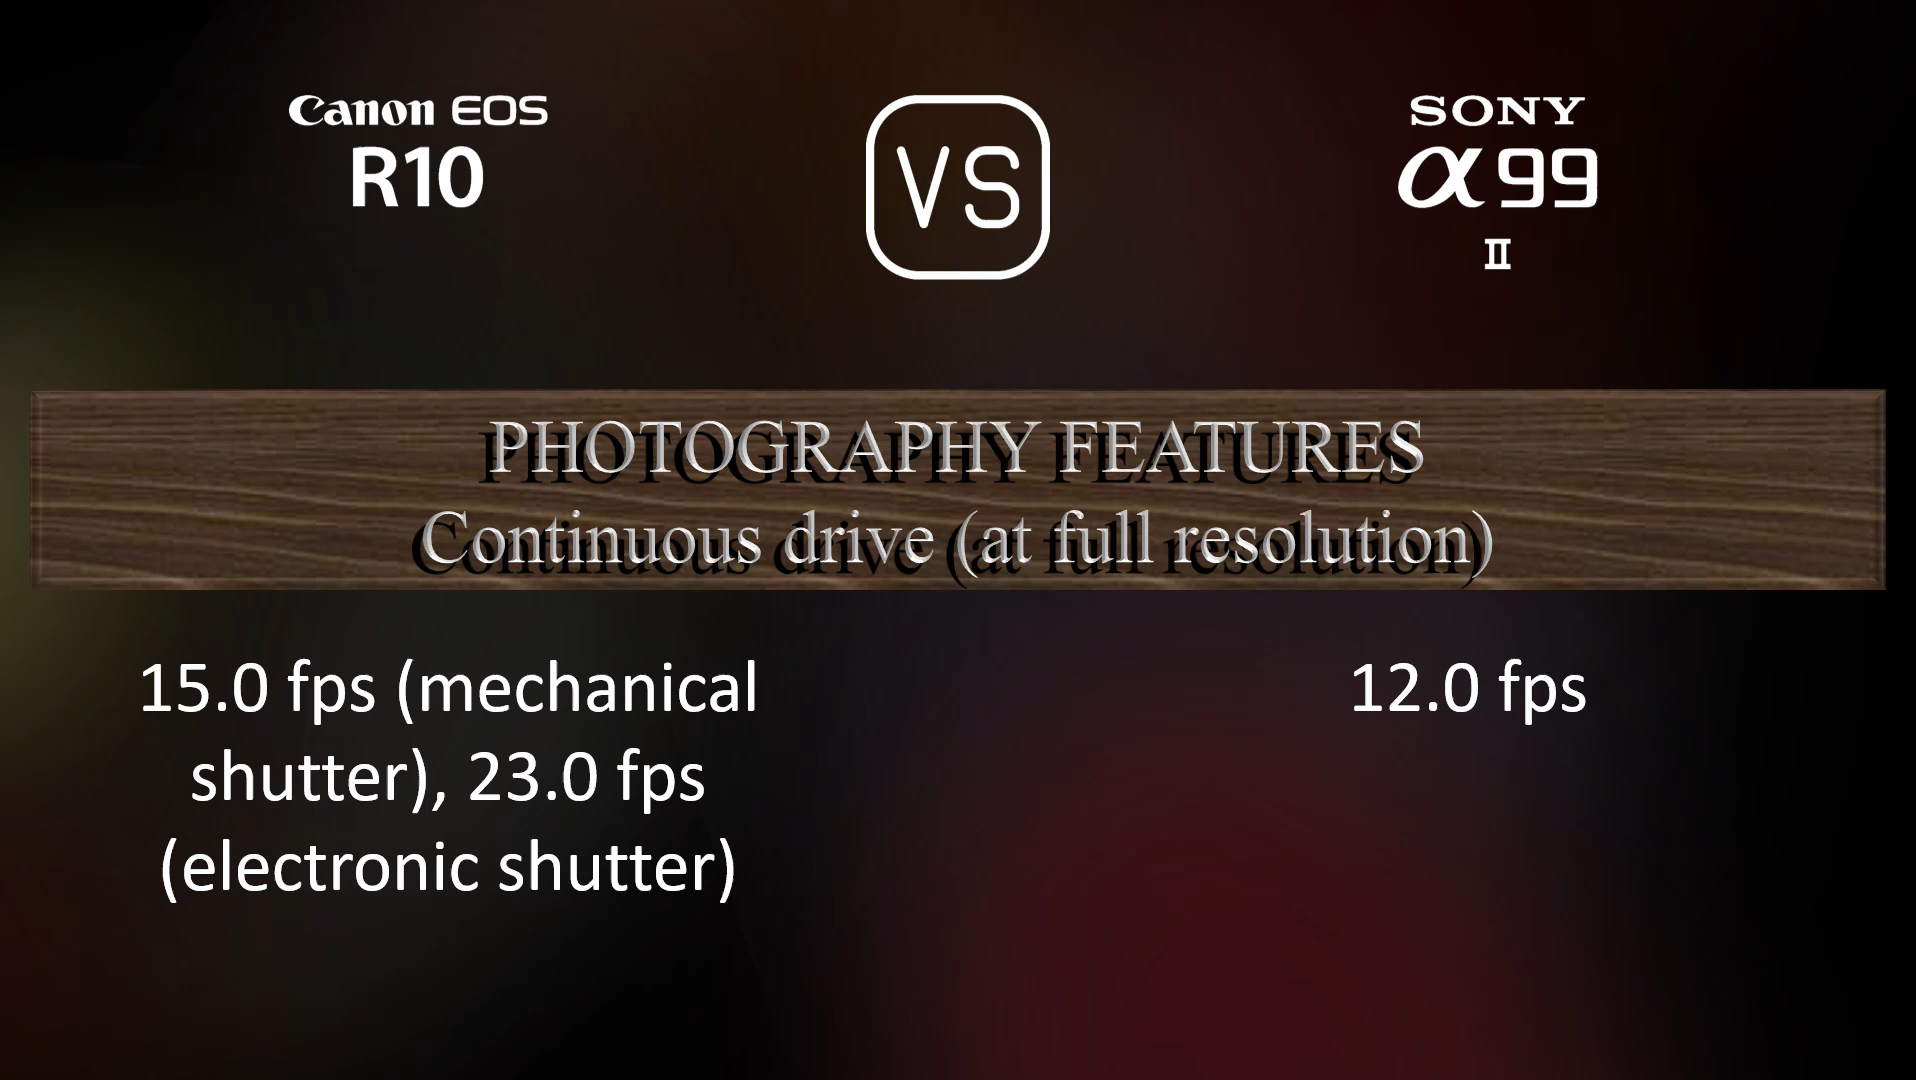 Canon EOS
R10
VS
SONY
α99
II
PHOTOGRAPHY FEATURES
Continuous drive (at full resolution)
15.0 fps (mechanical
shutter), 23.0 fps
(electronic shutter)
12.0 fps